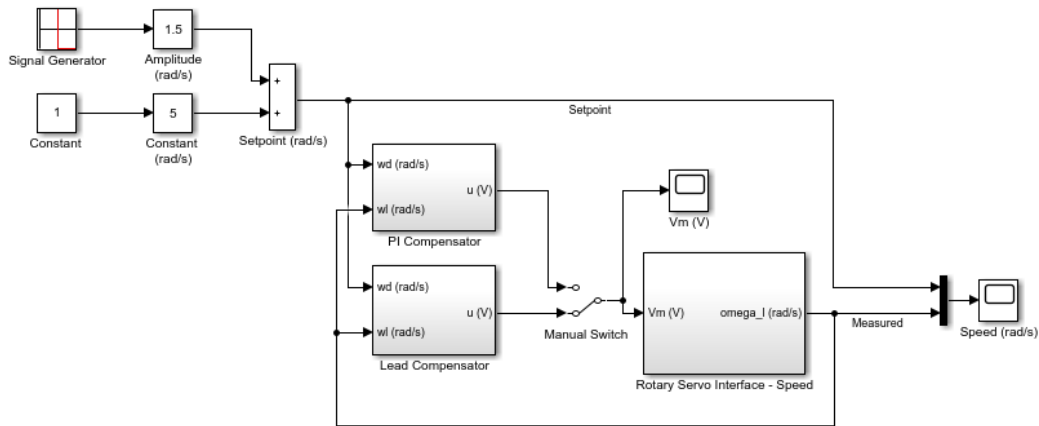 Signal Generator
1.5
Amplitude
(rad/s)
1
Constant
5
Constant
(rad/s)
+
+
Setpoint (rad/s)
Setpoint
wd (rad/s)
u (V)
wl (rad/s)
PI Compensator
wd (rad/s)
u (V)
wl (rad/s)
Lead Compensator
Manual Switch
Vm (V)
Vm (V)
omega_l (rad/s)
Rotary Servo Interface - Speed
Measured
Speed (rad/s)